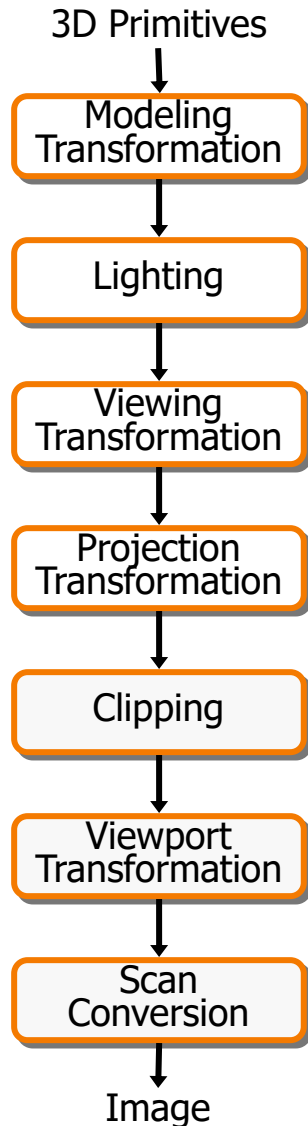 3D Primitives
Modeling
Transformation
Lighting
Viewing
Transformation
Projection
Transformation
Clipping
Viewport
Transformation
Scan
Conversion
Image